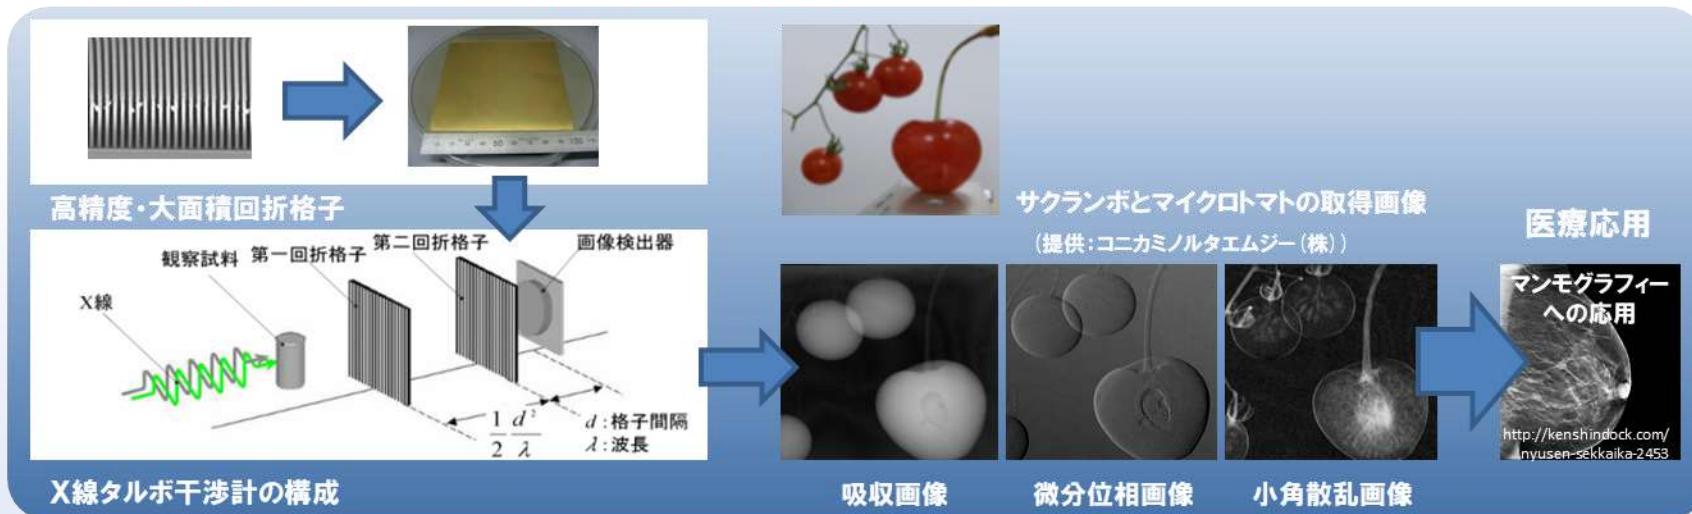 高精度・大面積回折格子
観察試料
第一回折格子
第二回折格子
画像検出器
X線
1/2 d²/λ
d:格子間隔
λ:波長
X線タルボ干渉計の構成
サクランボとマイクロトマトの取得画像
(提供:コニカミノルタエムジー(株))
吸収画像
微分位相画像
小角散乱画像
医療応用
マンモグラフィー
への応用
http://kenshindock.com/
nyusen-sekkaika-2453